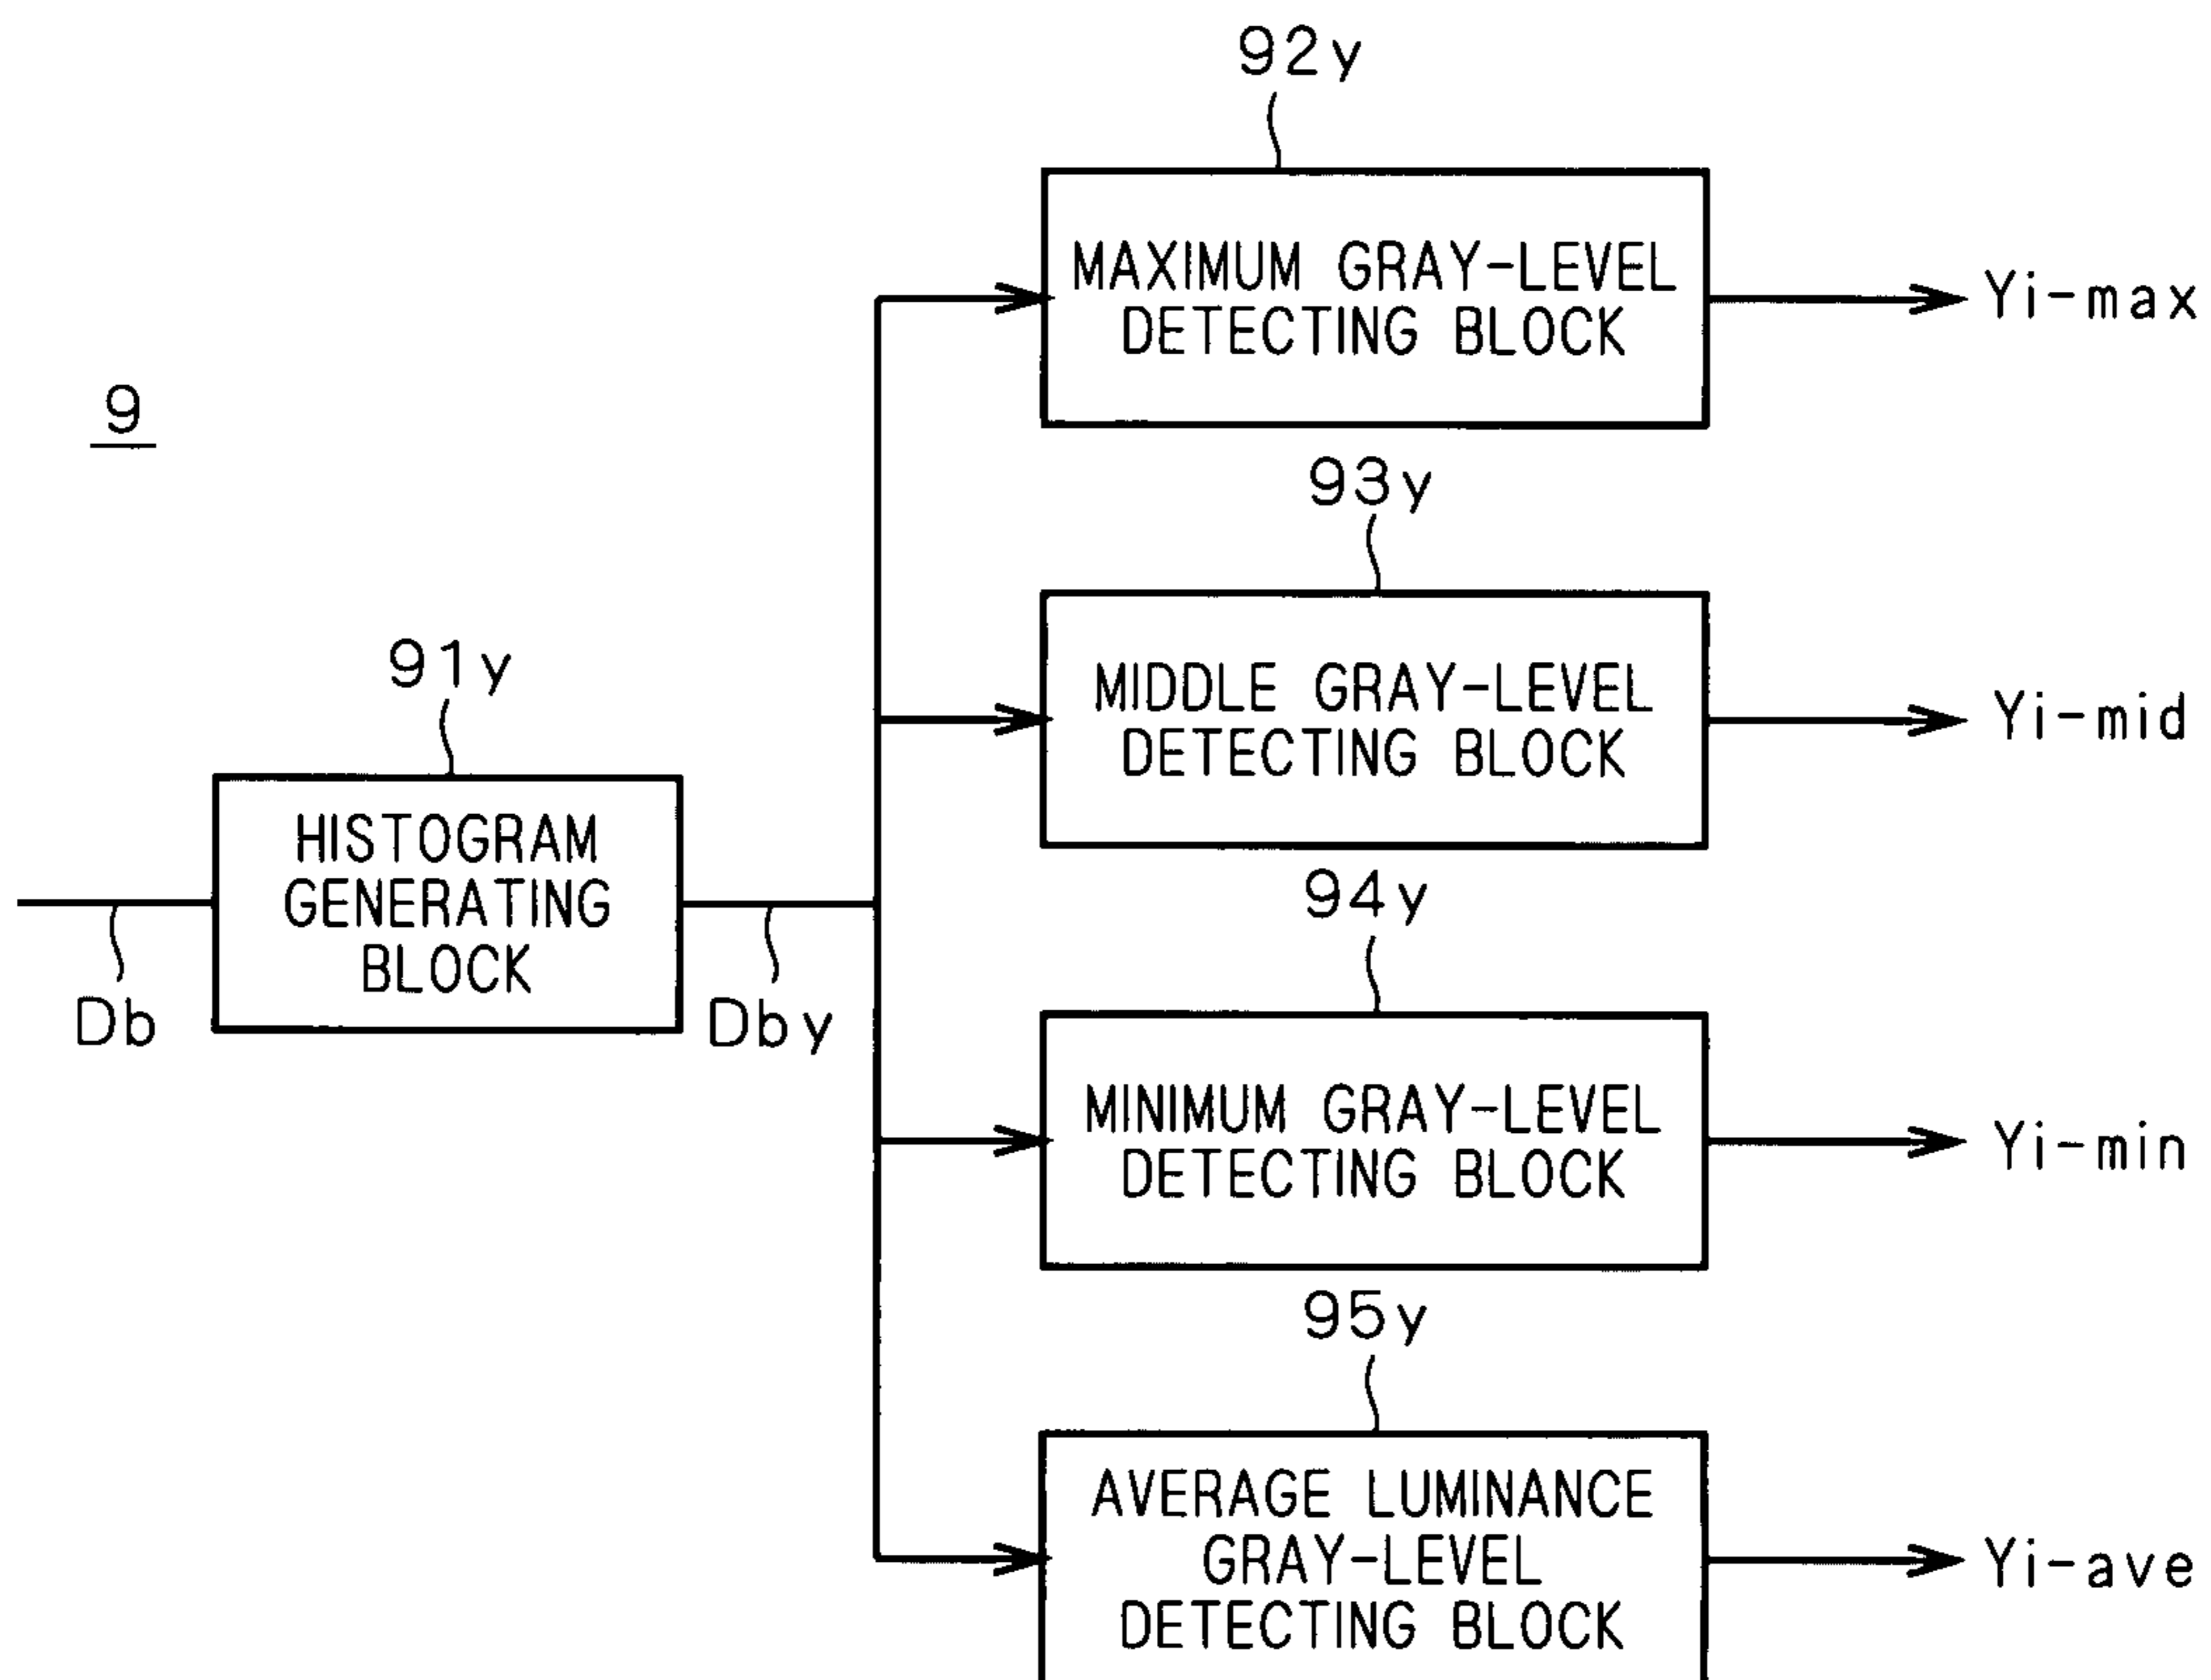 92y
MAXIMUM GRAY-LEVEL
DETECTING BLOCK
Yi-max
9
93y
MIDDLE GRAY-LEVEL
DETECTING BLOCK
Yi-mid
91y
HISTOGRAM
GENERATING
BLOCK
Db
Dby
94y
MINIMUM GRAY-LEVEL
DETECTING BLOCK
Yi-min
95y
AVERAGE LUMINANCE
GRAY-LEVEL
DETECTING BLOCK
Yi-ave